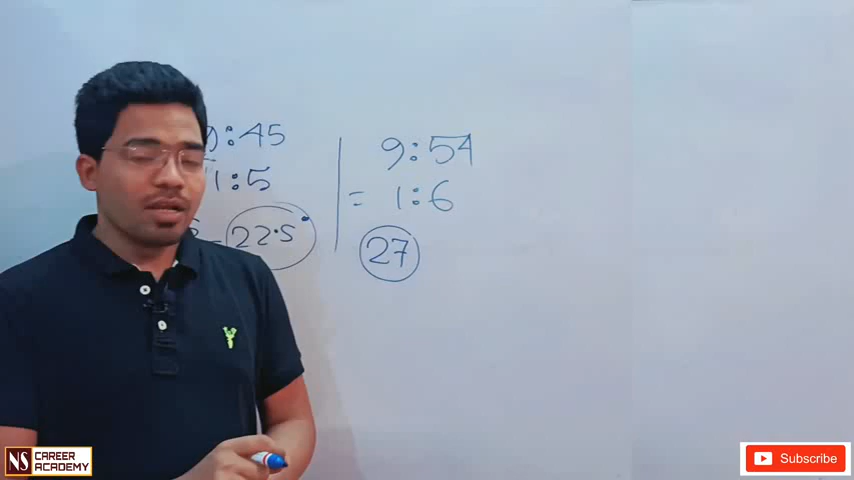 :45
1:5
22.5°
9:54
= 1:6
27
NS CAREER
ACADEMY
Subscribe